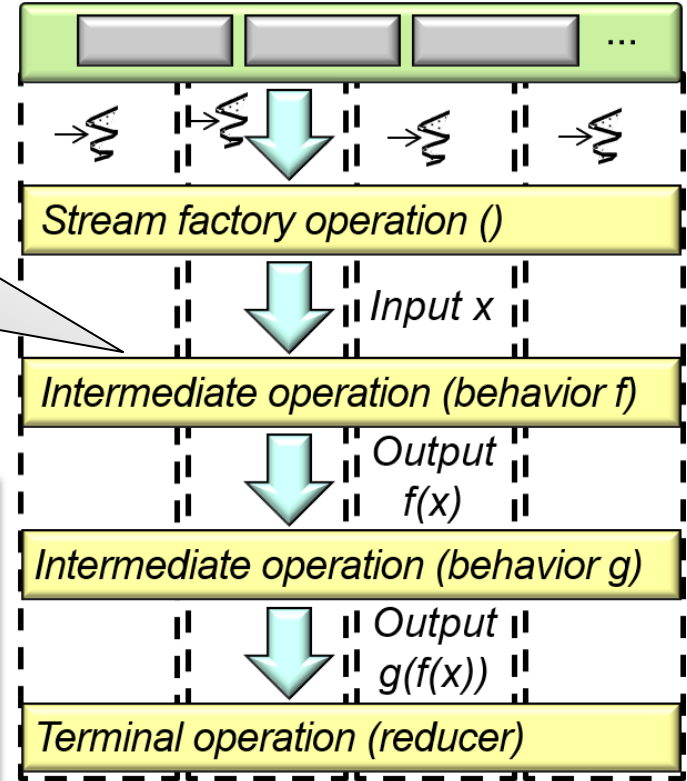 ...
Stream factory operation ()
Input x
Intermediate operation (behavior f)
Output
f(x)
Intermediate operation (behavior g)
Output
g(f(x))
Terminal operation (reducer)